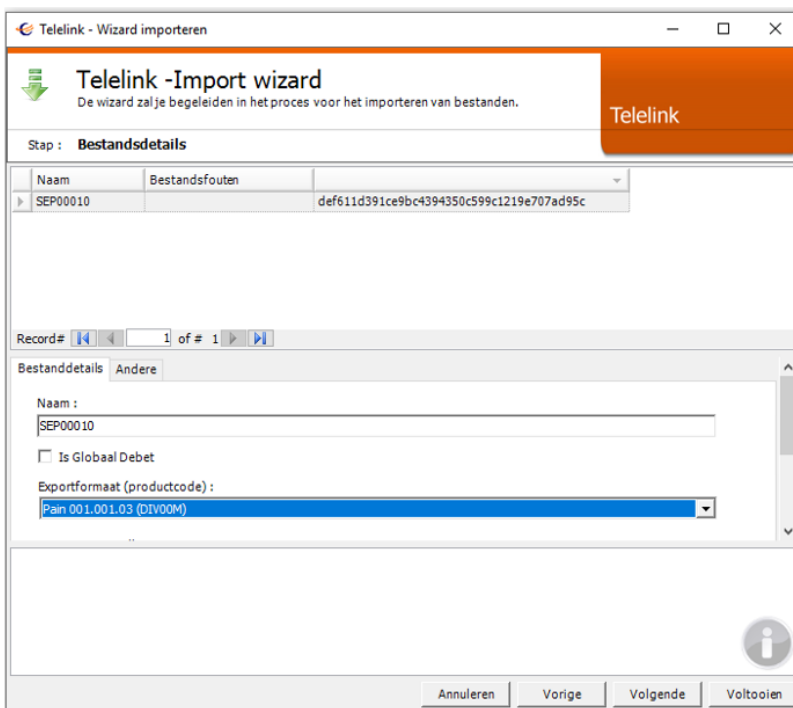 Telelink - Wizard importeren
Telelink -Import wizard
De wizard zal je begeleiden in het proces voor het importeren van bestanden.
Telelink
Stap : Bestandsdetails
Naam Bestandsfouten
SEP00010 def611d391ce9bc4394350c599c1219e707ad95c
Record# 1 of # 1
Bestanddetails Andere
Naam :
SEP00010
Is Globaal Debet
Exportformaat (productcode) :
Pain 001.001.03 (DIV00M)
Annuleren Vorige Volgende Voltooien